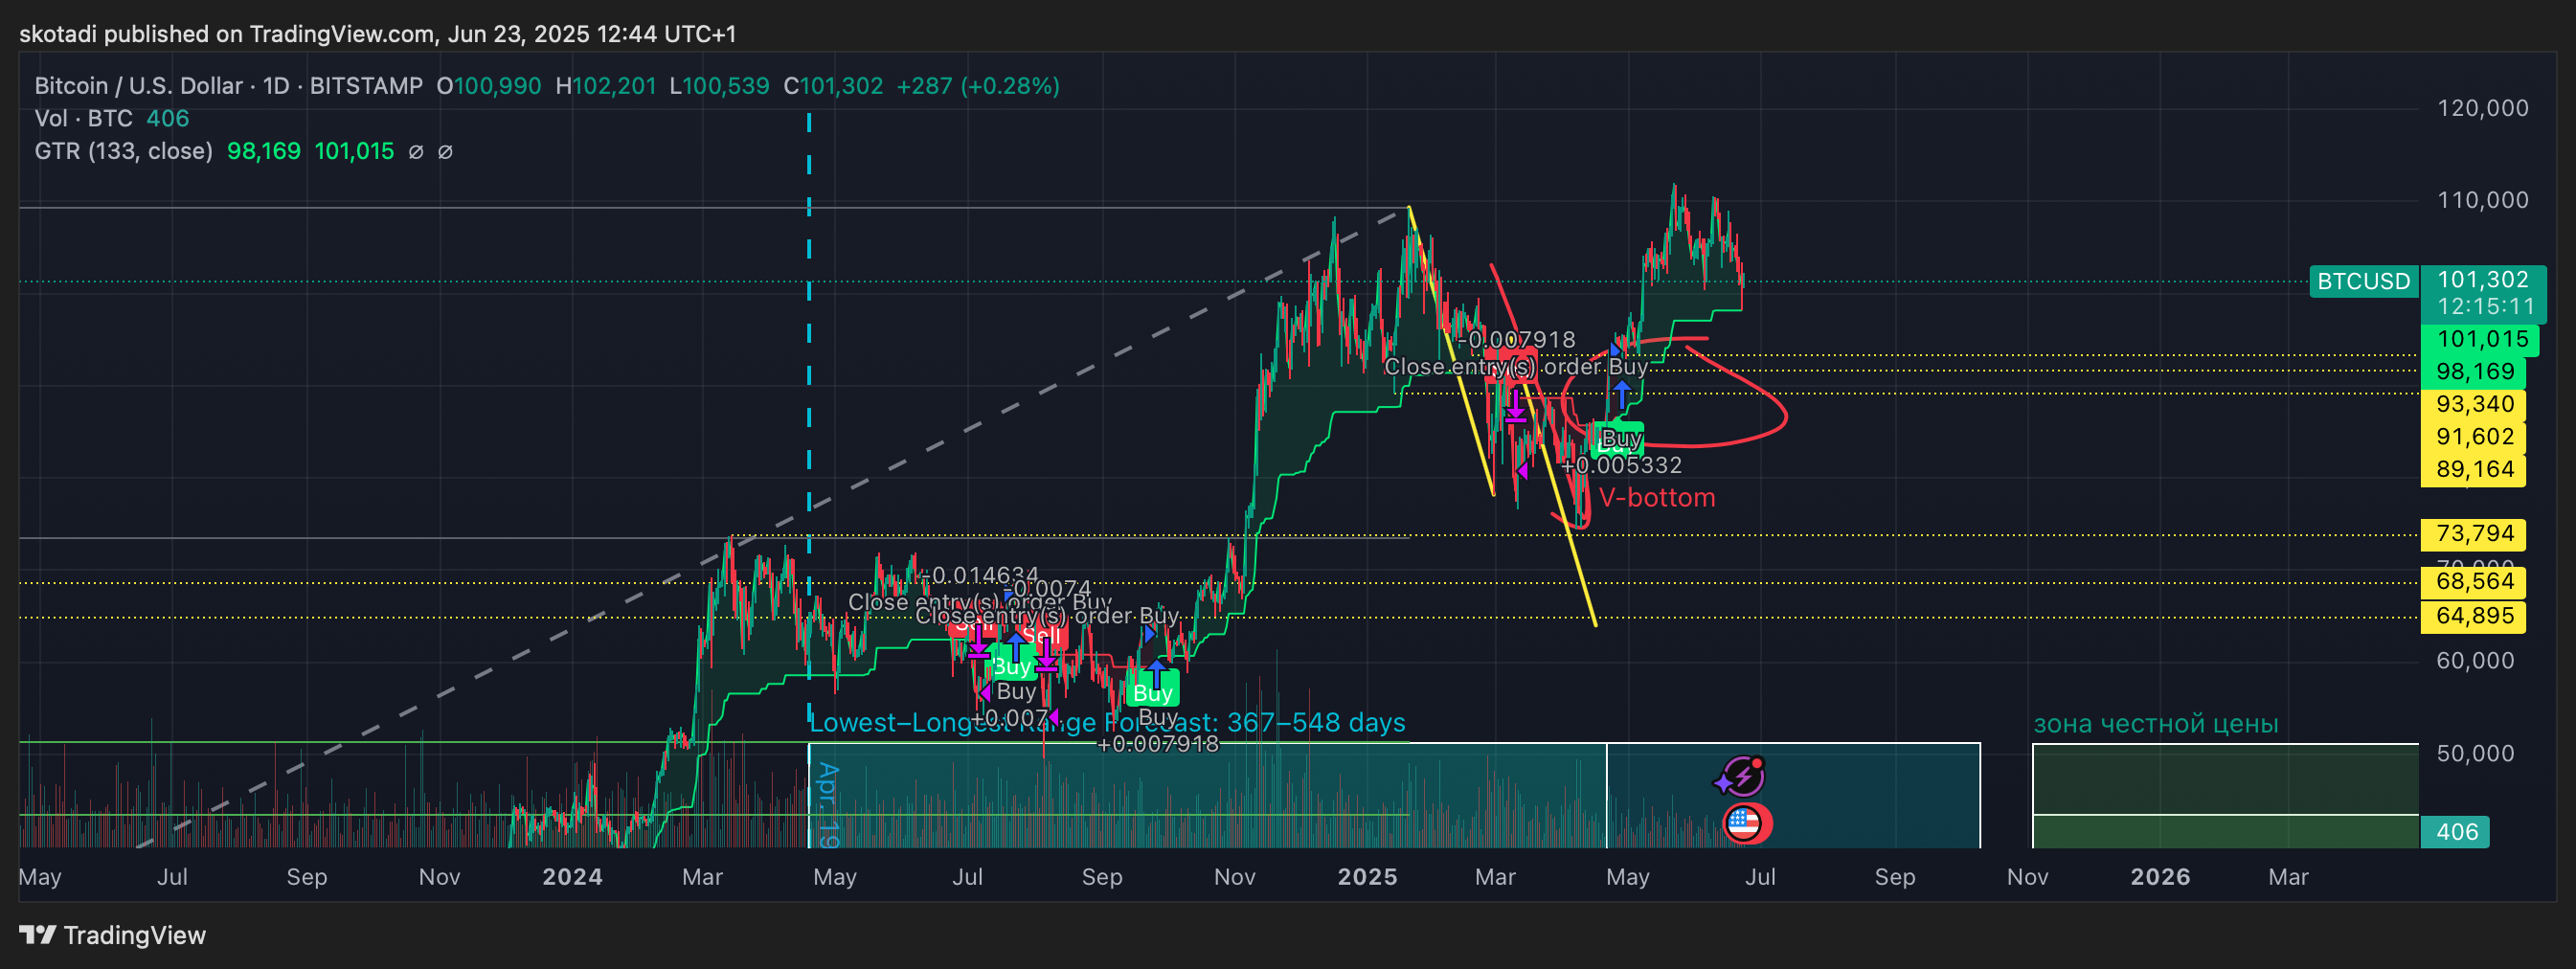 skotadi published on TradingView.com, Jun 23, 2025 12:44 UTC+1
Bitcoin / U.S. Dollar · 1D · BITSTAMP O100,990 H102,201 L100,539 C101,302 +287 (+0.28%)
Vol · BTC 406
GTR (133, close) 98,169 101,015 ∅ ∅
120,000
110,000
BTCUSD 101,302
12:15:11
101,015
98,169
93,340
91,602
89,164
73,794
68,564
64,895
60,000
50,000
406
-0.007918
Close entry(s) order Buy
Buy
+0.005332
V-bottom
-0.014634
-0.0074
Close entry(s) order Buy
Close entry(s) order Buy
Sell
Buy
Buy
+0.007
Buy
Buy
+0.007918
Lowest–Longest Range Forecast: 367–548 days
Apr. 19
зона честной цены
May Jul Sep Nov 2024 Mar May Jul Sep Nov 2025 Mar May Jul Sep Nov 2026 Mar
TradingView